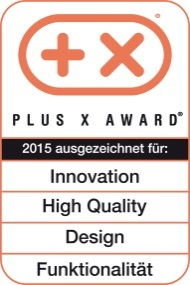 PLUS X AWARD®
2015 ausgezeichnet für:
Innovation
High Quality
Design
Funktionalität